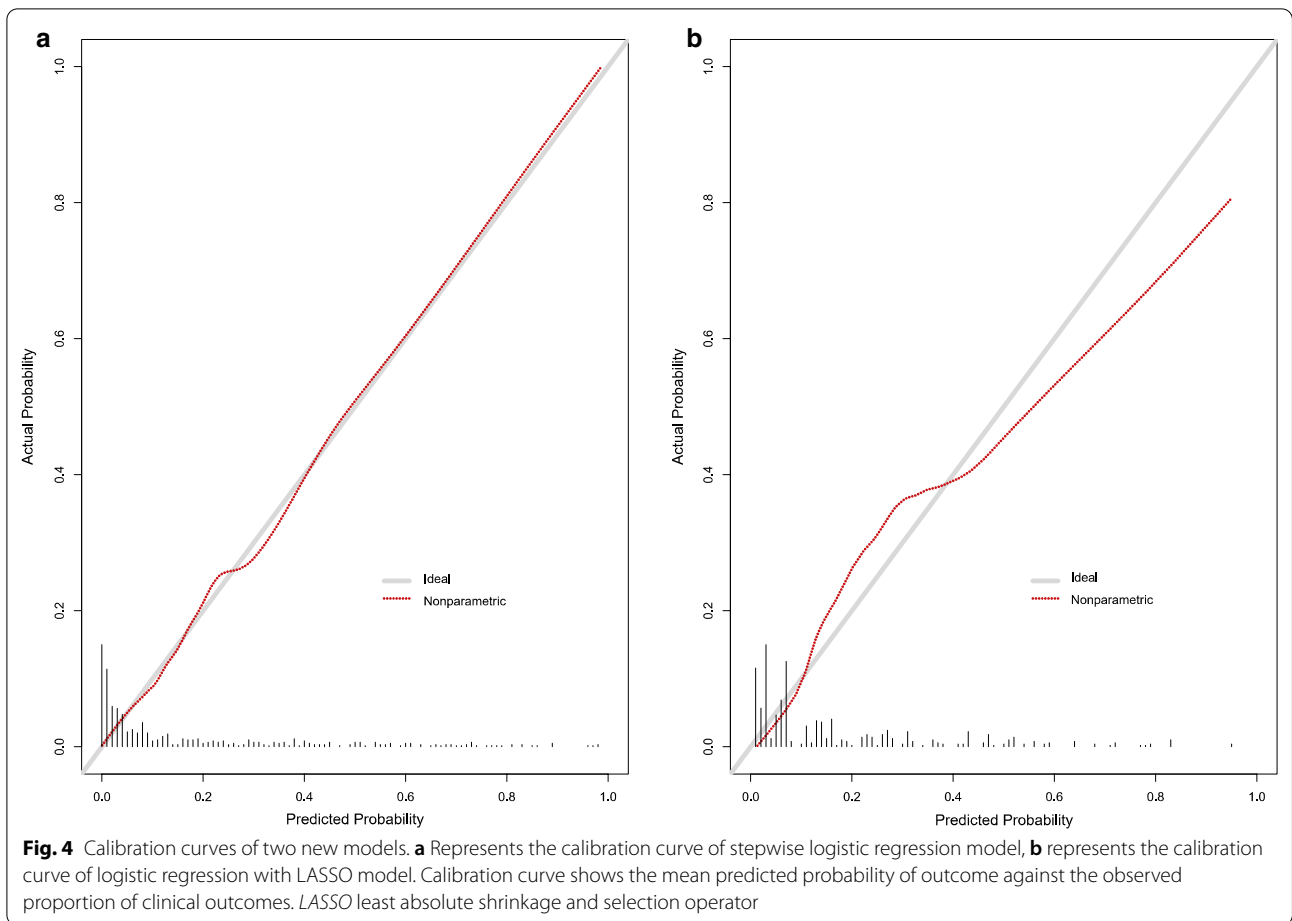 a
1.0
0.8
0.6
0.4
0.2
0.0
Actual Probability
Ideal
Nonparametric
0.0 0.2 0.4 0.6 0.8 1.0
Predicted Probability
b
1.0
0.8
0.6
0.4
0.2
0.0
Actual Probability
Ideal
Nonparametric
0.0 0.2 0.4 0.6 0.8 1.0
Predicted Probability
Fig. 4 Calibration curves of two new models. a Represents the calibration curve of stepwise logistic regression model, b represents the calibration
curve of logistic regression with LASSO model. Calibration curve shows the mean predicted probability of outcome against the observed
proportion of clinical outcomes. LASSO least absolute shrinkage and selection operator